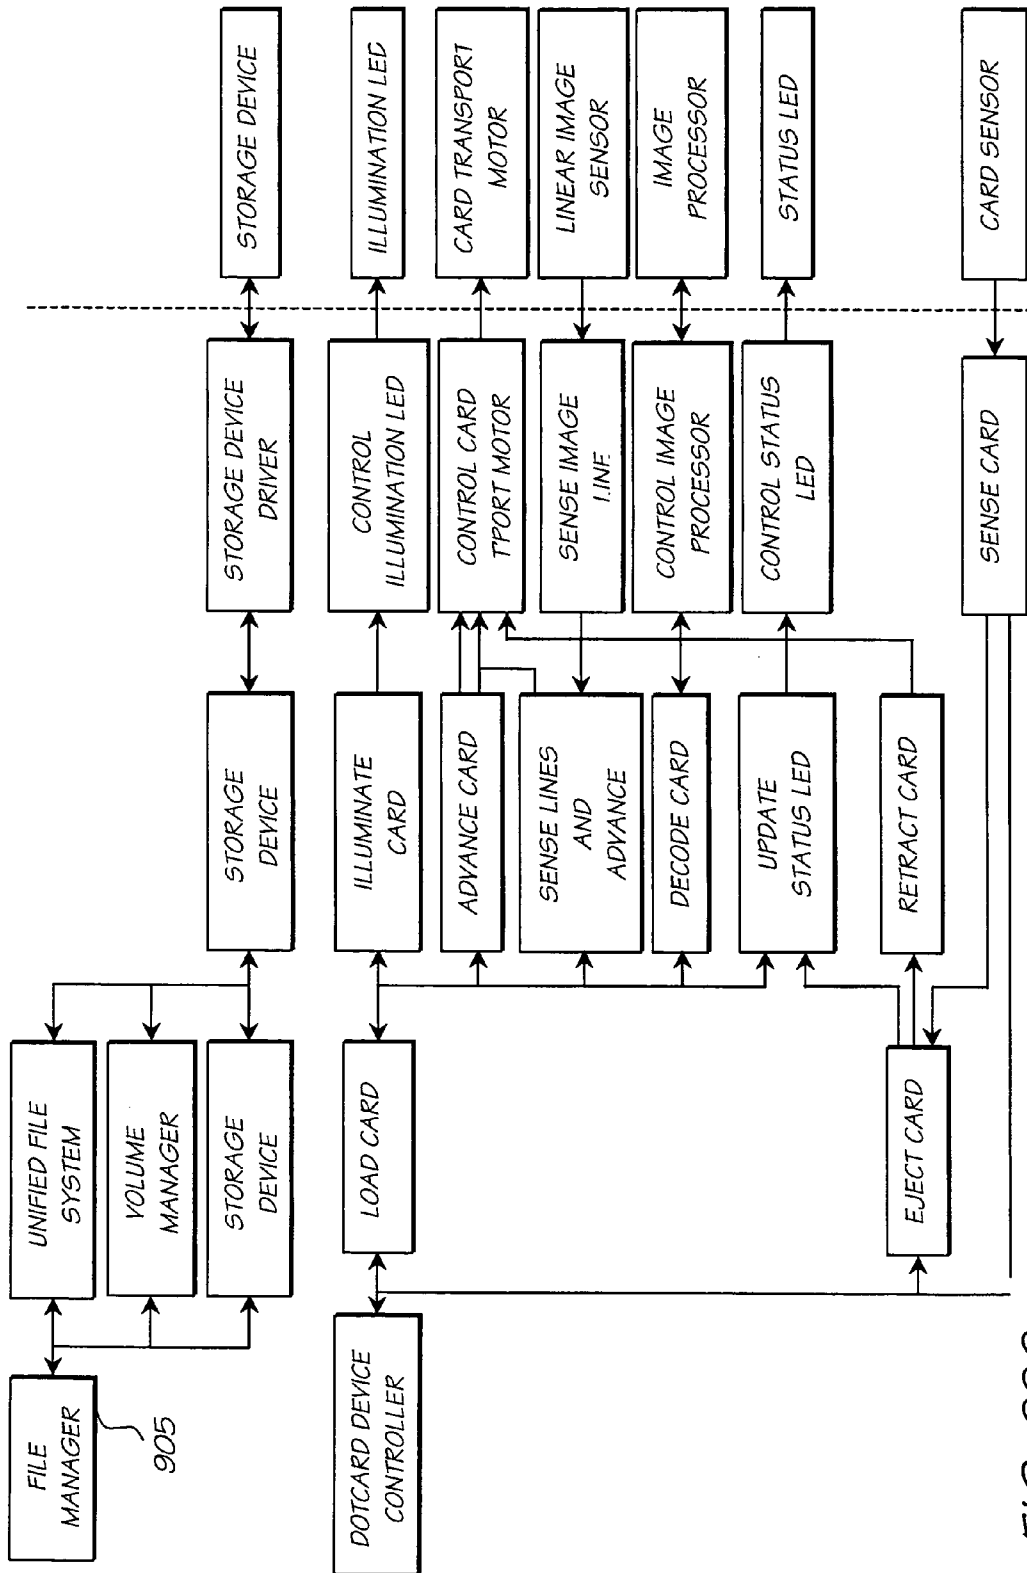 FILE
MANAGER
905
UNIFIED FILE
SYSTEM
VOLUME
MANAGER
STORAGE
DEVICE
STORAGE
DEVICE
STORAGE DEVICE
DRIVER
STORAGE DEVICE
DOTCARD DEVICE
CONTROLLER
LOAD CARD
ILLUMINATE
CARD
CONTROL
ILLUMINATION LED
ILLUMINATION LED
ADVANCE CARD
CONTROL CARD
T'PORT MOTOR
CARD TRANSPORT
MOTOR
SENSE LINES
AND
ADVANCE
SENSE IMAGE
I.INF.
LINEAR IMAGE
SENSOR
DECODE CARD
CONTROL IMAGE
PROCESSOR
IMAGE
PROCESSOR
UPDATE
STATUS LED
CONTROL STATUS
LED
STATUS LED
EJECT CARD
RETRACT CARD
SENSE CARD
CARD SENSOR